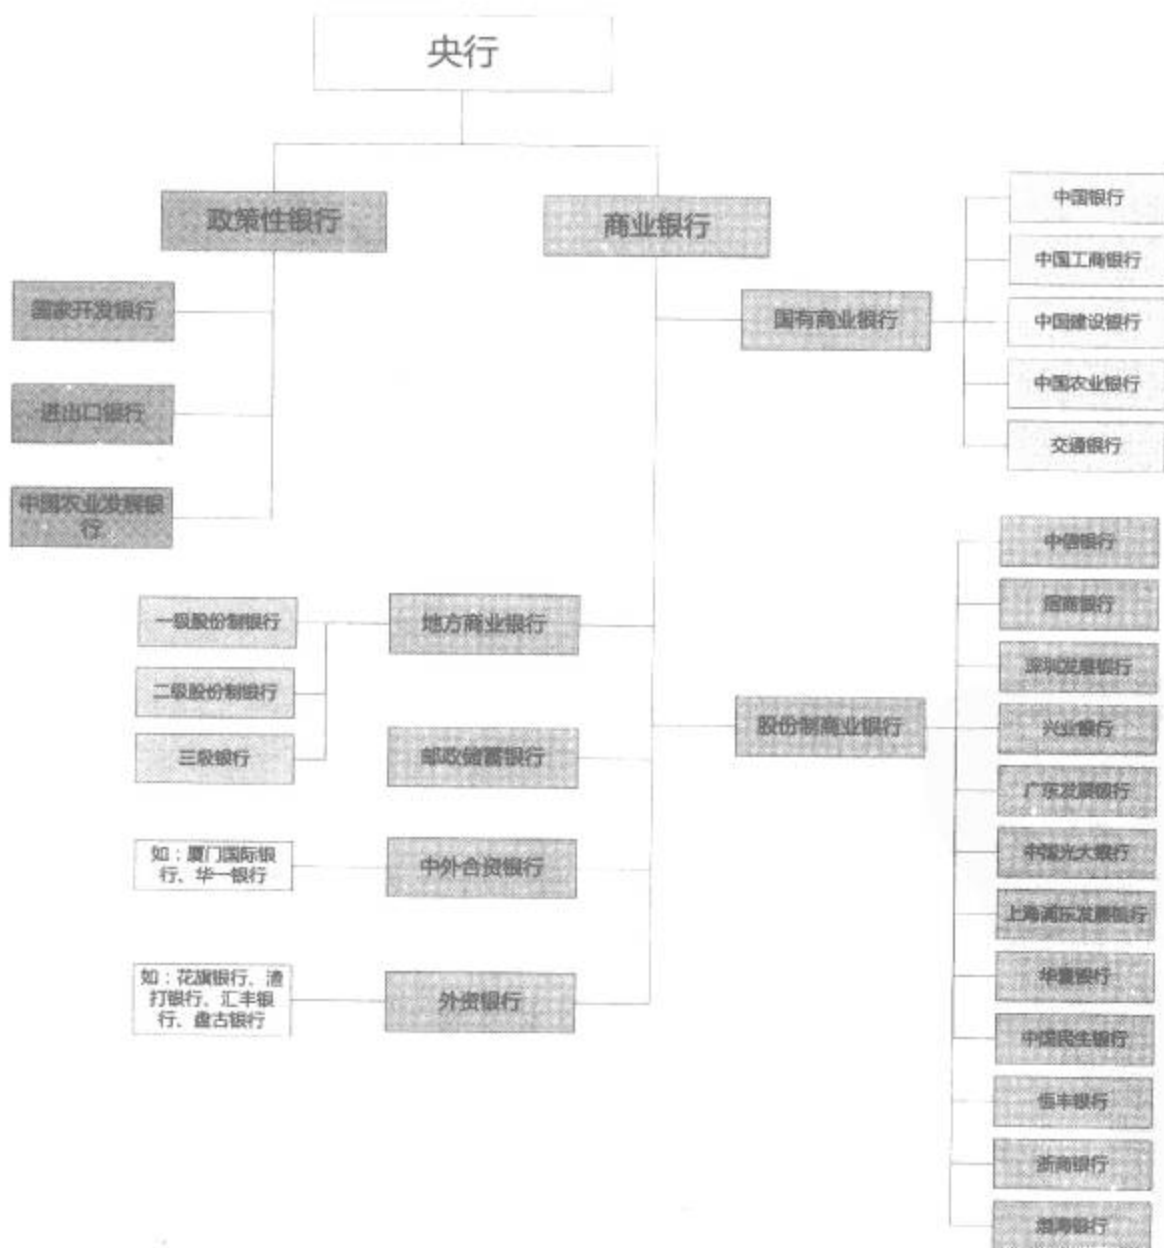 央行
政策性银行
商业银行
国家开发银行
进出口银行
中国农业发展银
行
国有商业银行
中国银行
中国工商银行
中国建设银行
中国农业银行
交通银行
地方商业银行
一级股份制银行
二级股份制银行
三级银行
邮政储蓄银行
中外合资银行
如：厦门国际银
行、华一银行
外资银行
如：花旗银行、渣
打银行、汇丰银
行、盘古银行
股份制商业银行
中信银行
招商银行
深圳发展银行
兴业银行
广东发展银行
中国光大银行
上海浦东发展银行
华夏银行
中国民生银行
恒丰银行
浙商银行
渤海银行